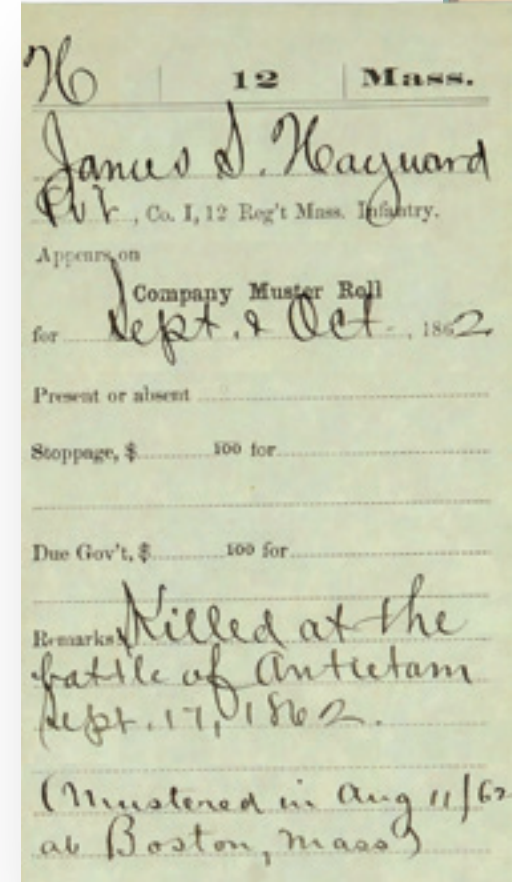 H 12 Mass.
James S. Hayward
Pvt, Co. I, 12 Reg't Mass. Infantry.
Appears on
Company Muster Roll
for Sept. & Oct., 1862
Present or absent
Stoppage, $ 100 for
Due Gov't, $ 100 for
Remarks: Killed at the
battle of Antietam
Sept. 17, 1862.
(Mustered in Aug 11/62
at Boston, Mass)